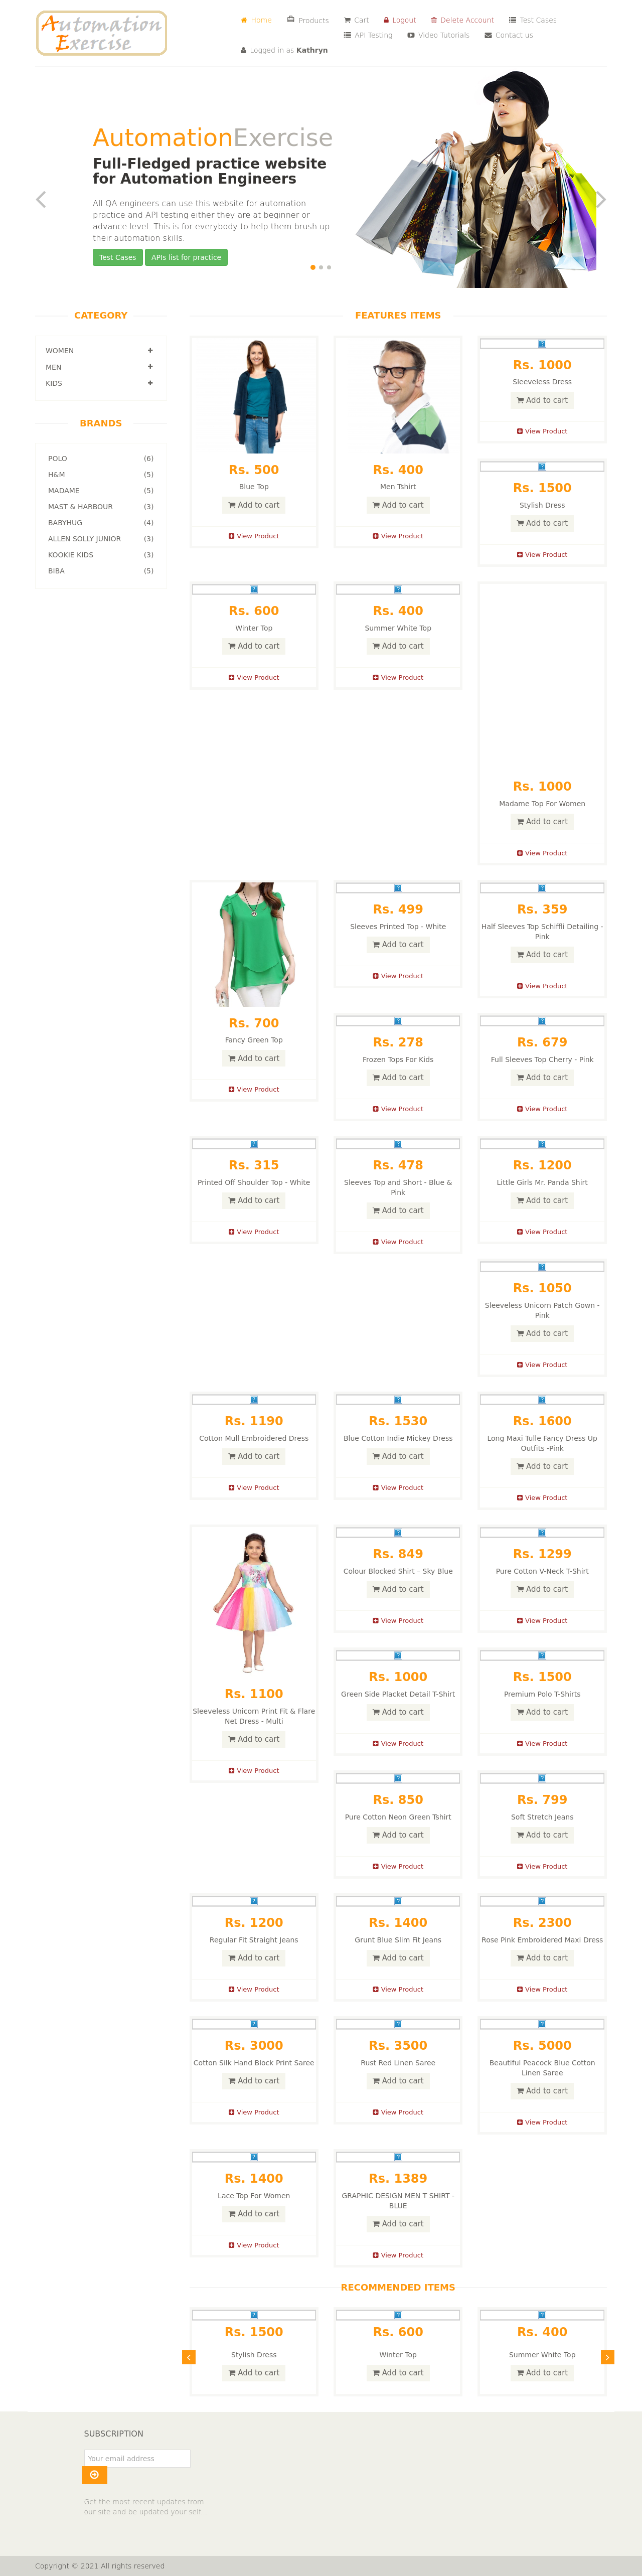 Automation
Exercise
Home
Products
Cart
Logout
Delete Account
Test Cases
API Testing
Video Tutorials
Contact us
Logged in as Kathryn
AutomationExercise
Full-Fledged practice website
for Automation Engineers
All QA engineers can use this website for automation
practice and API testing either they are at beginner or
advance level. This is for everybody to help them brush up
their automation skills.
Test Cases
APIs list for practice
CATEGORY
WOMEN
MEN
KIDS
BRANDS
POLO (6)
H&M (5)
MADAME (5)
MAST & HARBOUR (3)
BABYHUG (4)
ALLEN SOLLY JUNIOR (3)
KOOKIE KIDS (3)
BIBA (5)
FEATURES ITEMS
Rs. 500
Blue Top
Add to cart
View Product
Rs. 400
Men Tshirt
Add to cart
View Product
Rs. 1000
Sleeveless Dress
Add to cart
View Product
Rs. 1500
Stylish Dress
Add to cart
View Product
Rs. 600
Winter Top
Add to cart
View Product
Rs. 400
Summer White Top
Add to cart
View Product
Rs. 1000
Madame Top For Women
Add to cart
View Product
Rs. 700
Fancy Green Top
Add to cart
View Product
Rs. 499
Sleeves Printed Top - White
Add to cart
View Product
Rs. 359
Half Sleeves Top Schiffli Detailing -
Pink
Add to cart
View Product
Rs. 278
Frozen Tops For Kids
Add to cart
View Product
Rs. 679
Full Sleeves Top Cherry - Pink
Add to cart
View Product
Rs. 315
Printed Off Shoulder Top - White
Add to cart
View Product
Rs. 478
Sleeves Top and Short - Blue &
Pink
Add to cart
View Product
Rs. 1200
Little Girls Mr. Panda Shirt
Add to cart
View Product
Rs. 1050
Sleeveless Unicorn Patch Gown -
Pink
Add to cart
View Product
Rs. 1190
Cotton Mull Embroidered Dress
Add to cart
View Product
Rs. 1530
Blue Cotton Indie Mickey Dress
Add to cart
View Product
Rs. 1600
Long Maxi Tulle Fancy Dress Up
Outfits -Pink
Add to cart
View Product
Rs. 1100
Sleeveless Unicorn Print Fit & Flare
Net Dress - Multi
Add to cart
View Product
Rs. 849
Colour Blocked Shirt – Sky Blue
Add to cart
View Product
Rs. 1299
Pure Cotton V-Neck T-Shirt
Add to cart
View Product
Rs. 1000
Green Side Placket Detail T-Shirt
Add to cart
View Product
Rs. 1500
Premium Polo T-Shirts
Add to cart
View Product
Rs. 850
Pure Cotton Neon Green Tshirt
Add to cart
View Product
Rs. 799
Soft Stretch Jeans
Add to cart
View Product
Rs. 1200
Regular Fit Straight Jeans
Add to cart
View Product
Rs. 1400
Grunt Blue Slim Fit Jeans
Add to cart
View Product
Rs. 2300
Rose Pink Embroidered Maxi Dress
Add to cart
View Product
Rs. 3000
Cotton Silk Hand Block Print Saree
Add to cart
View Product
Rs. 3500
Rust Red Linen Saree
Add to cart
View Product
Rs. 5000
Beautiful Peacock Blue Cotton
Linen Saree
Add to cart
View Product
Rs. 1400
Lace Top For Women
Add to cart
View Product
Rs. 1389
GRAPHIC DESIGN MEN T SHIRT -
BLUE
Add to cart
View Product
RECOMMENDED ITEMS
Rs. 1500
Stylish Dress
Add to cart
Rs. 600
Winter Top
Add to cart
Rs. 400
Summer White Top
Add to cart
SUBSCRIPTION
Your email address
Get the most recent updates from
our site and be updated your self...
Copyright © 2021 All rights reserved